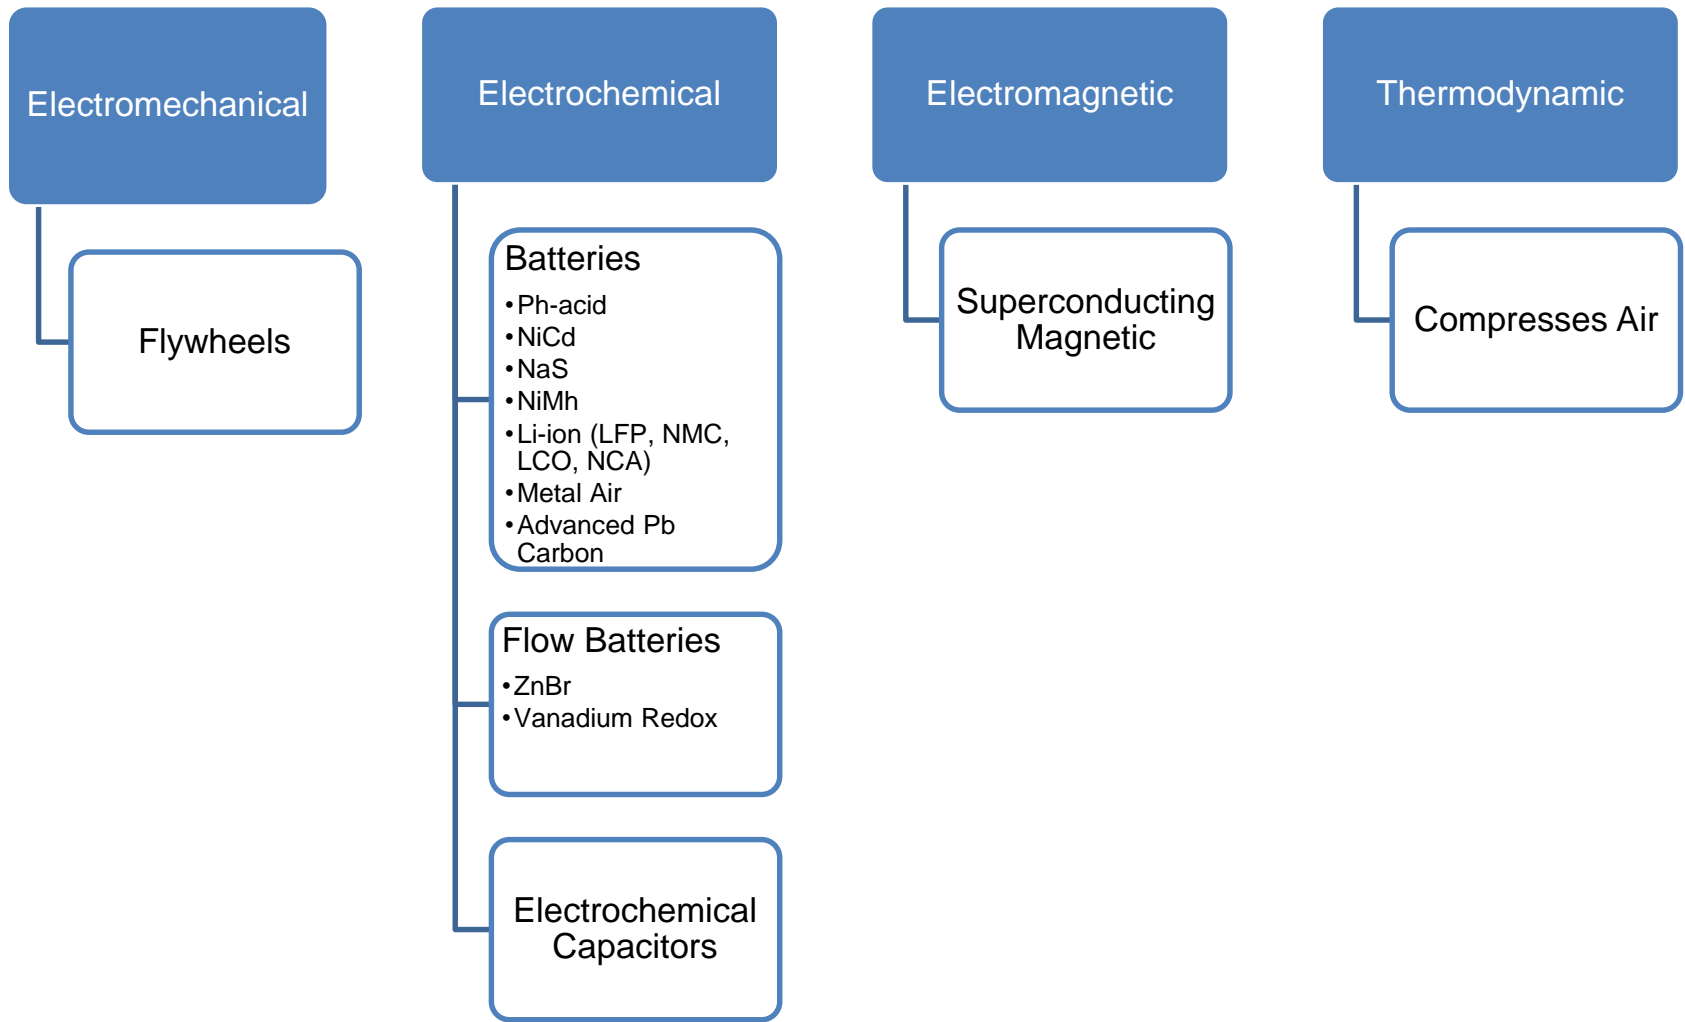 Electromechanical
Flywheels
Electrochemical
Batteries
•Ph-acid
•NiCd
•NaS
•NiMh
•Li-ion (LFP, NMC,
LCO, NCA)
•Metal Air
•Advanced Pb
Carbon
Flow Batteries
•ZnBr
•Vanadium Redox
Electrochemical
Capacitors
Electromagnetic
Superconducting
Magnetic
Thermodynamic
Compresses Air